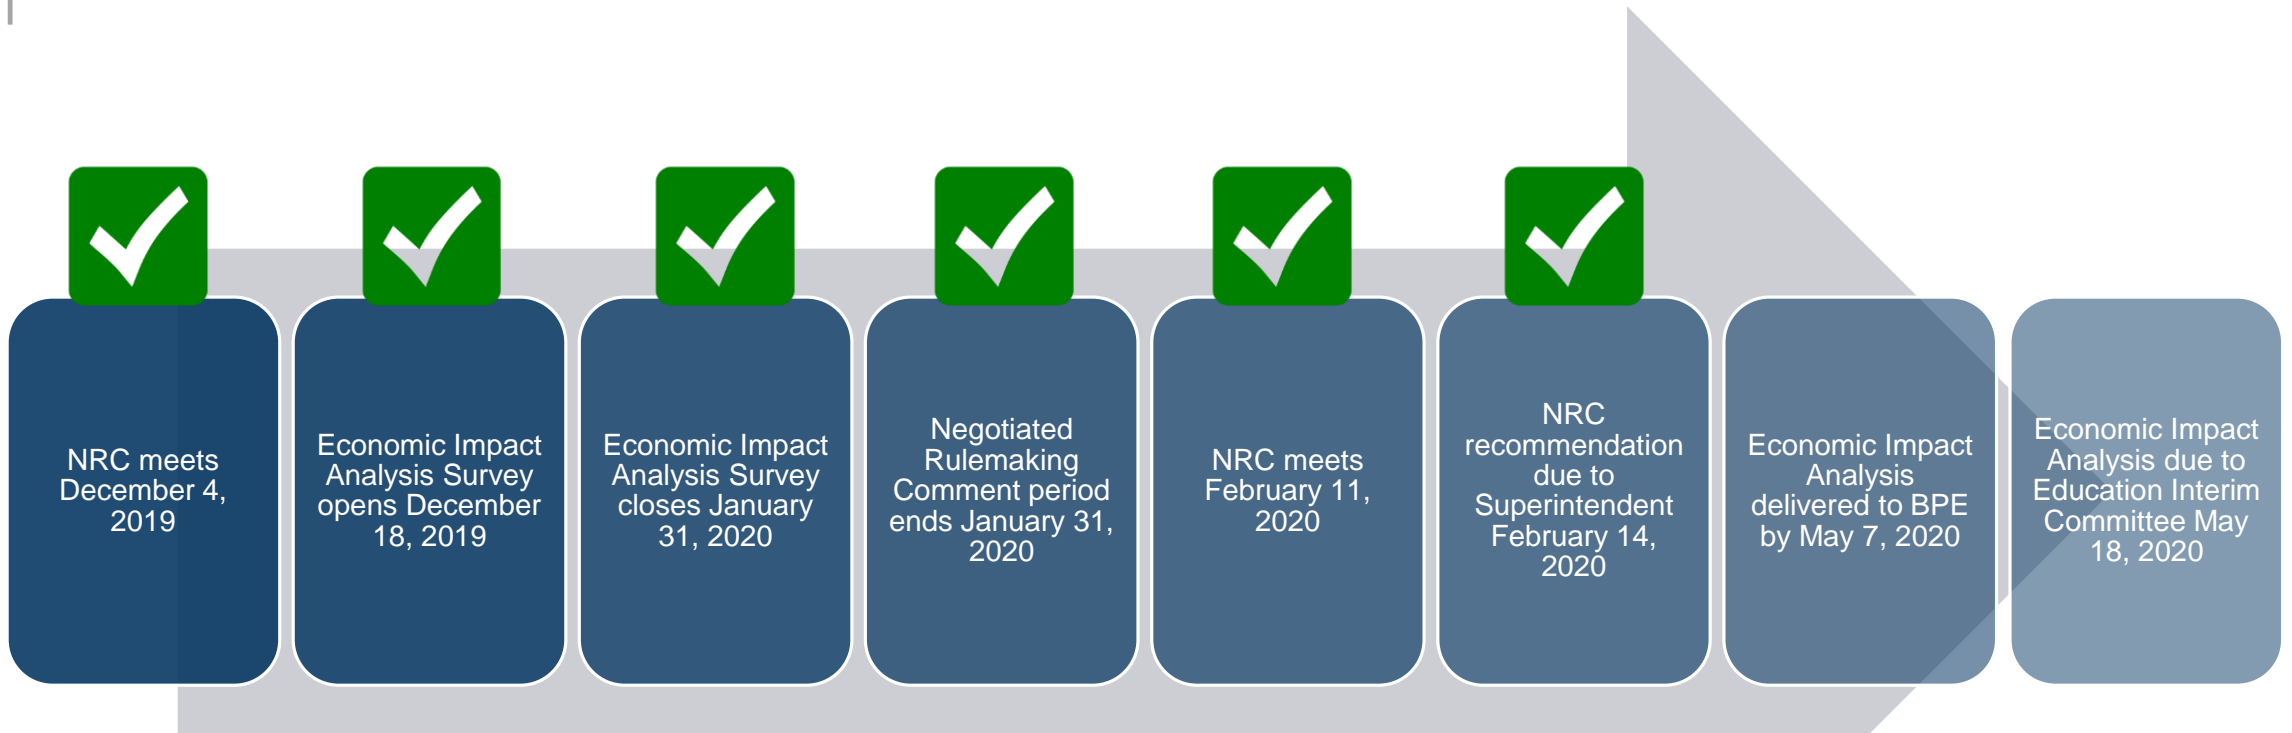 NRC meets
December 4,
2019
Economic Impact
Analysis Survey
opens December
18, 2019
Economic Impact
Analysis Survey
closes January
31, 2020
Negotiated
Rulemaking
Comment period
ends January 31,
2020
NRC meets
February 11,
2020
NRC
recommendation
due to
Superintendent
February 14,
2020
Economic Impact
Analysis
delivered to BPE
by May 7, 2020
Economic Impact
Analysis due to
Education Interim
Committee May
18, 2020